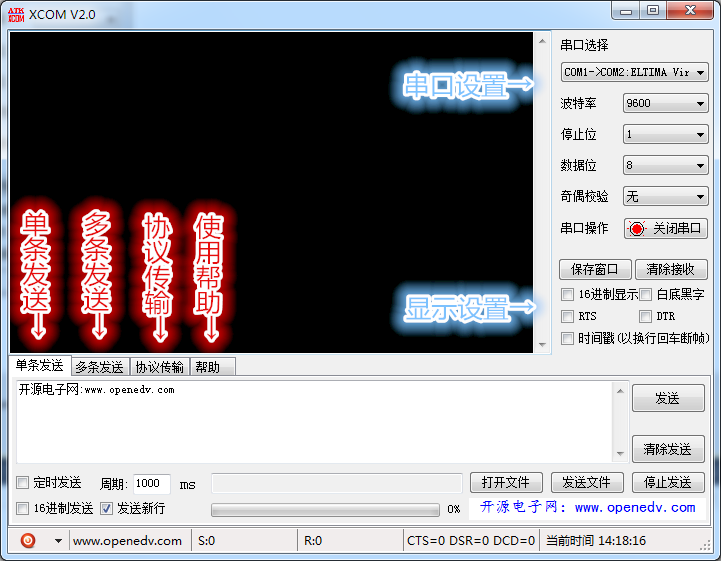 ATK XCOM XCOM V2.0
串口设置→
单条发送→
多条发送→
协议传输→
使用帮助→
显示设置→
串口选择
COM1->COM2:ELTIMA Vir
波特率 9600
停止位 1
数据位 8
奇偶校验 无
串口操作 关闭串口
保存窗口 清除接收
16进制显示 白底黑字
RTS DTR
时间戳(以换行回车断帧)
单条发送 多条发送 协议传输 帮助
开源电子网:www.openedv.com
发送
清除发送
定时发送 周期: 1000 ms 打开文件 发送文件 停止发送
16进制发送 发送新行 0% 开源电子网: www.openedv.com
www.openedv.com S:0 R:0 CTS=0 DSR=0 DCD=0 当前时间 14:18:16